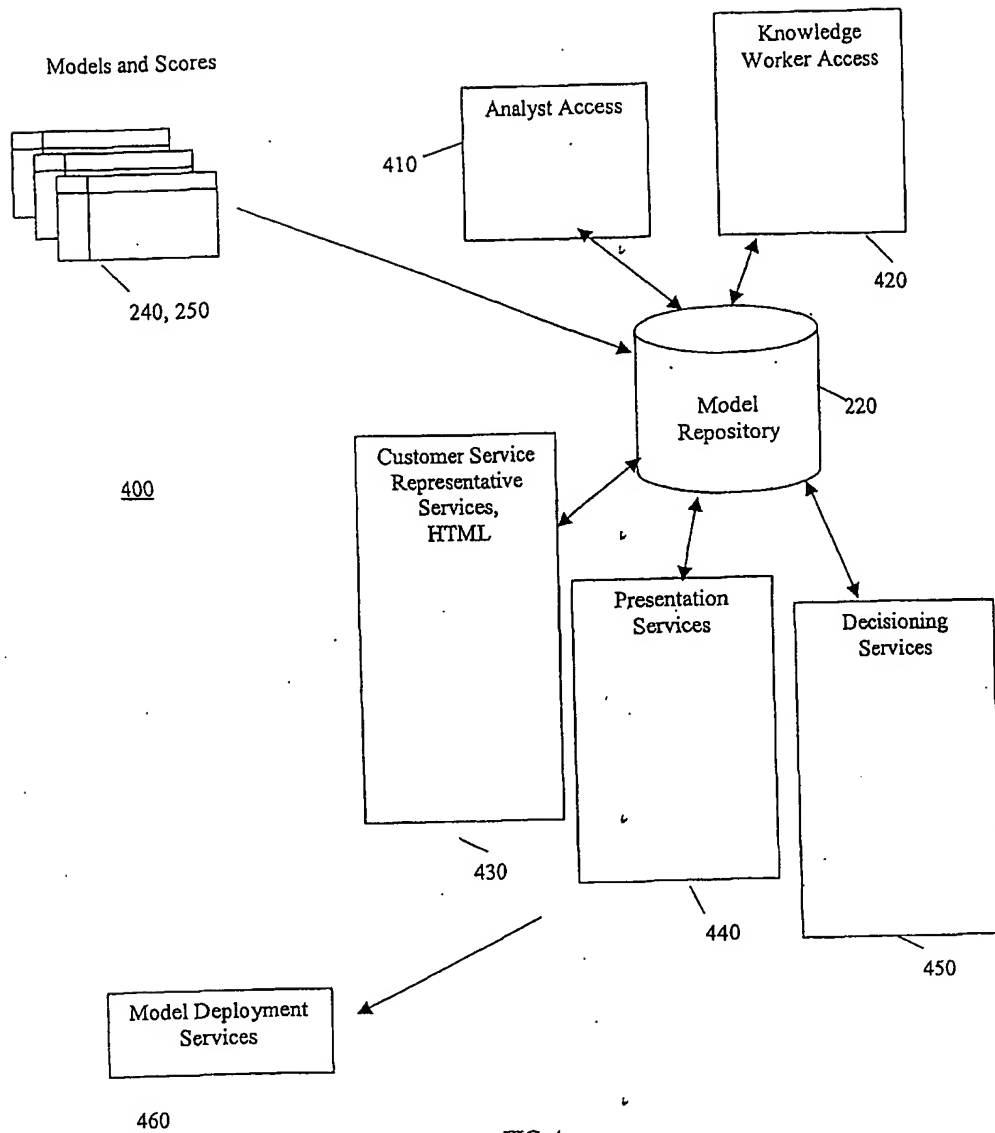 Models and Scores
Knowledge
Worker Access
Analyst Access
410
420
240, 250
Model
Repository
220
400
Customer Service
Representative
Services,
HTML
Presentation
Services
Decisioning
Services
430
440
450
Model Deployment
Services
460